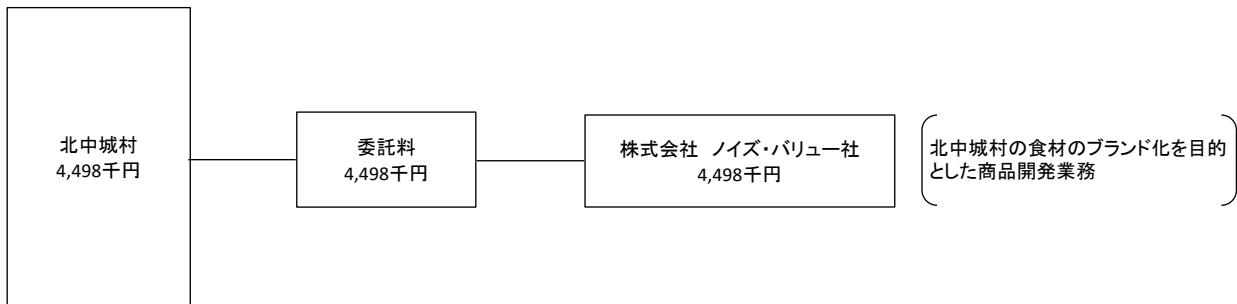 北中城村
4,498千円
委託料
4,498千円
株式会社　ノイズ・バリュー社
4,498千円
北中城村の食材のブランド化を目的
とした商品開発業務